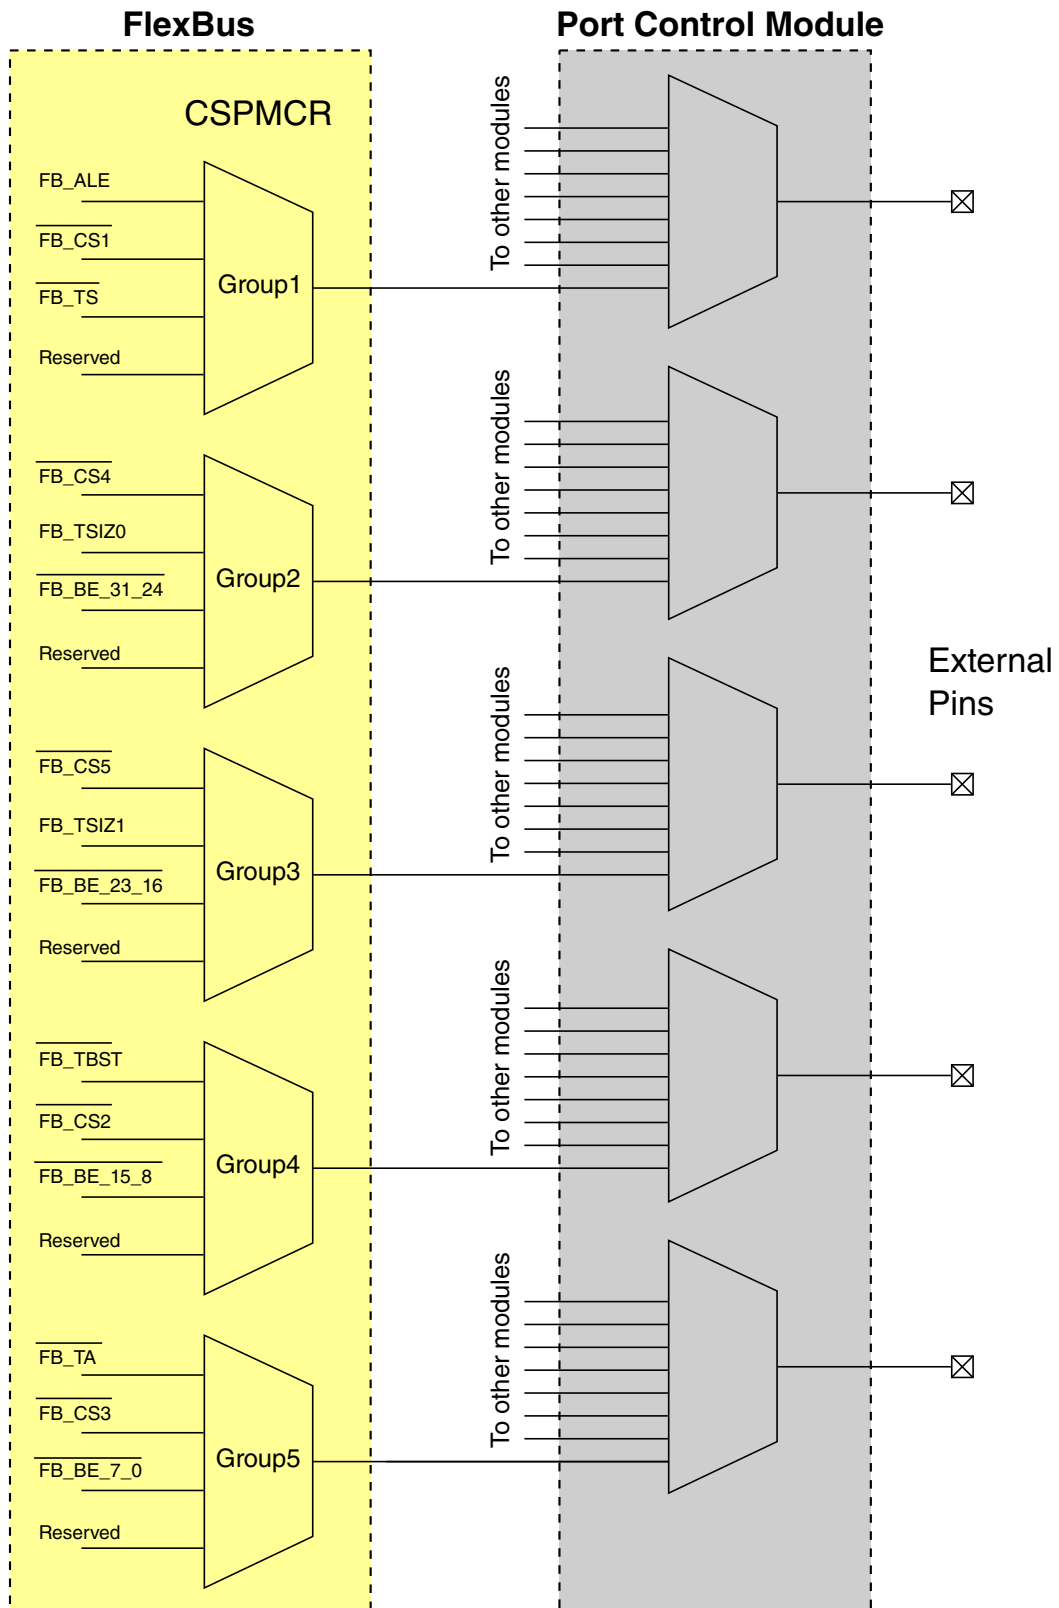 FlexBus
Port Control Module
CSPMCR
FB_ALE
FB_CS1
FB_TS
Reserved
Group1
To other modules
FB_CS4
FB_TSIZ0
FB_BE_31_24
Reserved
Group2
To other modules
External
Pins
FB_CS5
FB_TSIZ1
FB_BE_23_16
Reserved
Group3
To other modules
FB_TBST
FB_CS2
FB_BE_15_8
Reserved
Group4
To other modules
FB_TA
FB_CS3
FB_BE_7_0
Reserved
Group5
To other modules